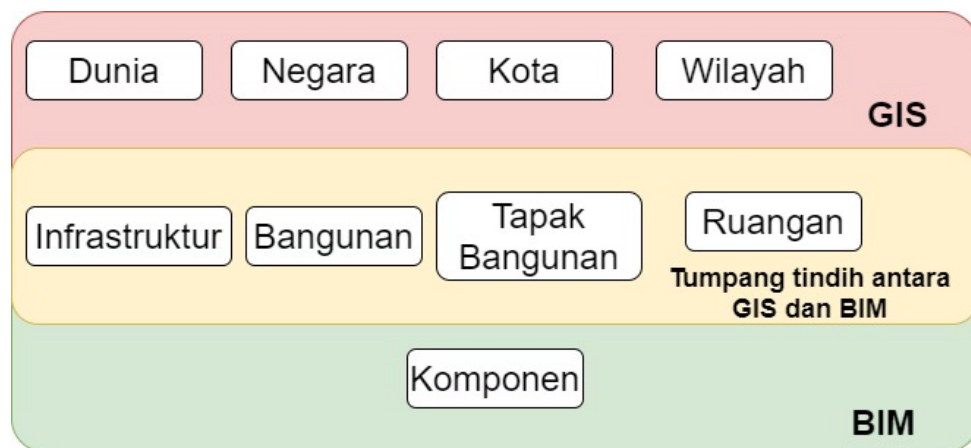 Dunia
Negara
Kota
Wilayah
GIS
Infrastruktur
Bangunan
Tapak
Bangunan
Ruangan
Tumpang tindih antara
GIS dan BIM
Komponen
BIM